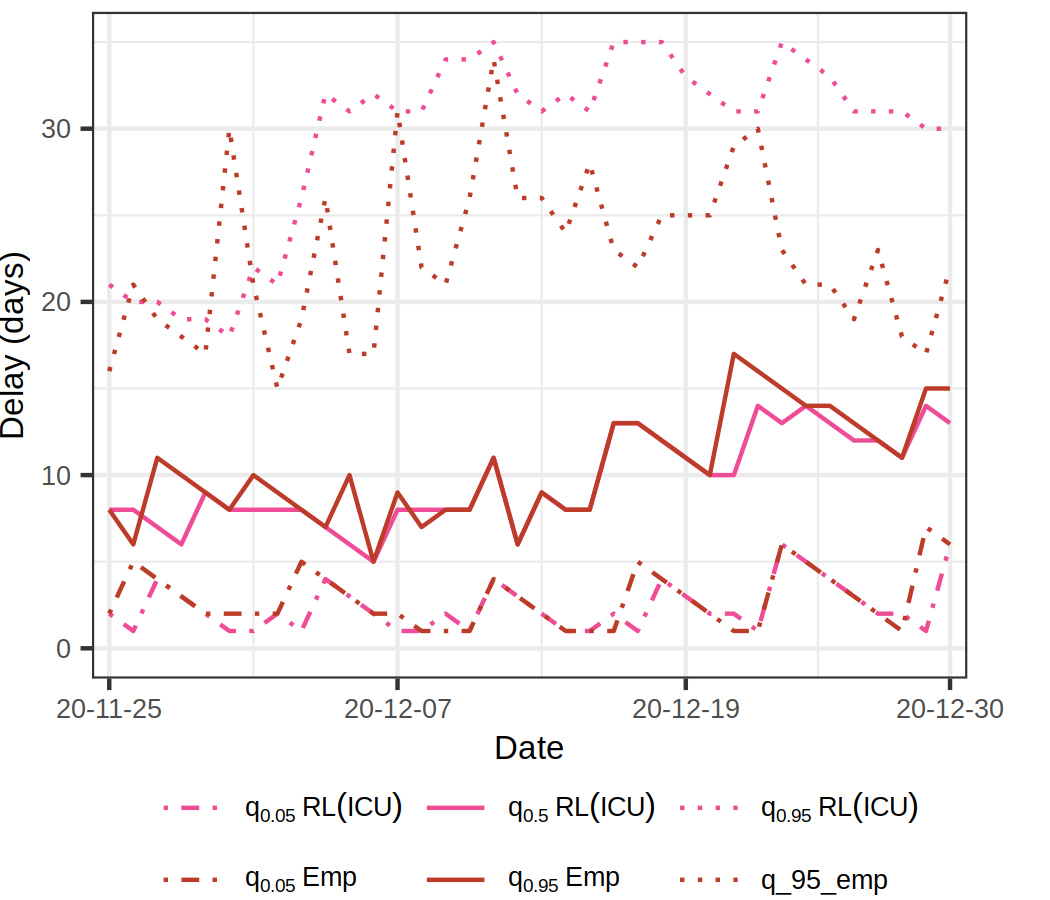 30
20
10
0
Delay (days)
20-11-25 20-12-07 20-12-19 20-12-30
Date
q0.05 RL(ICU) q0.5 RL(ICU) q0.95 RL(ICU)
q0.05 Emp q0.95 Emp q_95_emp